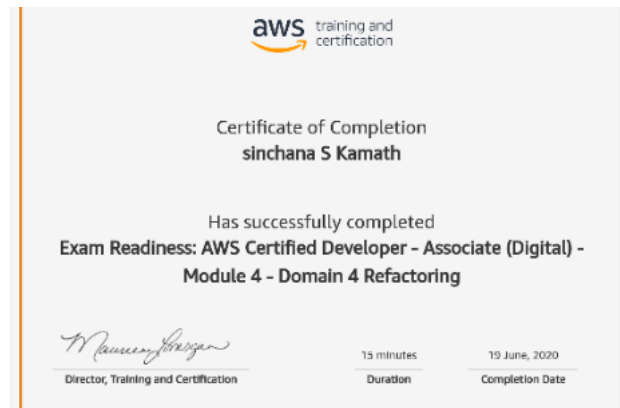 aws training and
certification
Certificate of Completion
sinchana S Kamath
Has successfully completed
Exam Readiness: AWS Certified Developer - Associate (Digital) -
Module 4 - Domain 4 Refactoring
15 minutes
19 June, 2020
Director, Training and Certification
Duration
Completion Date